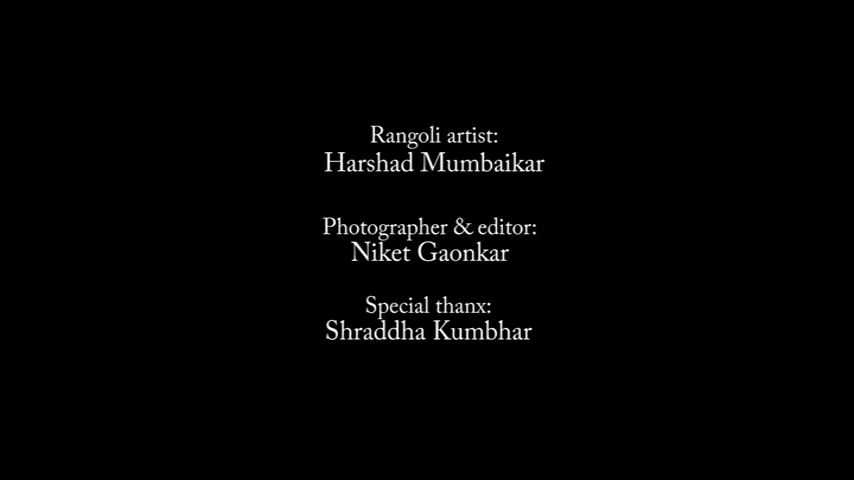 Rangoli artist:
Harshad Mumbaikar
Photographer & editor:
Niket Gaonkar
Special thanx:
Shraddha Kumbhar